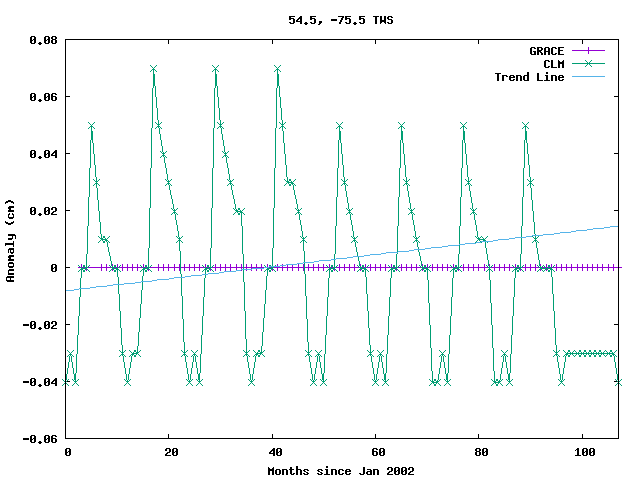 54.5, -75.5 TWS
GRACE
CLM
Trend Line
0.08
0.06
0.04
0.02
0
-0.02
-0.04
-0.06
Anomaly (cm)
0 20 40 60 80 100
Months since Jan 2002